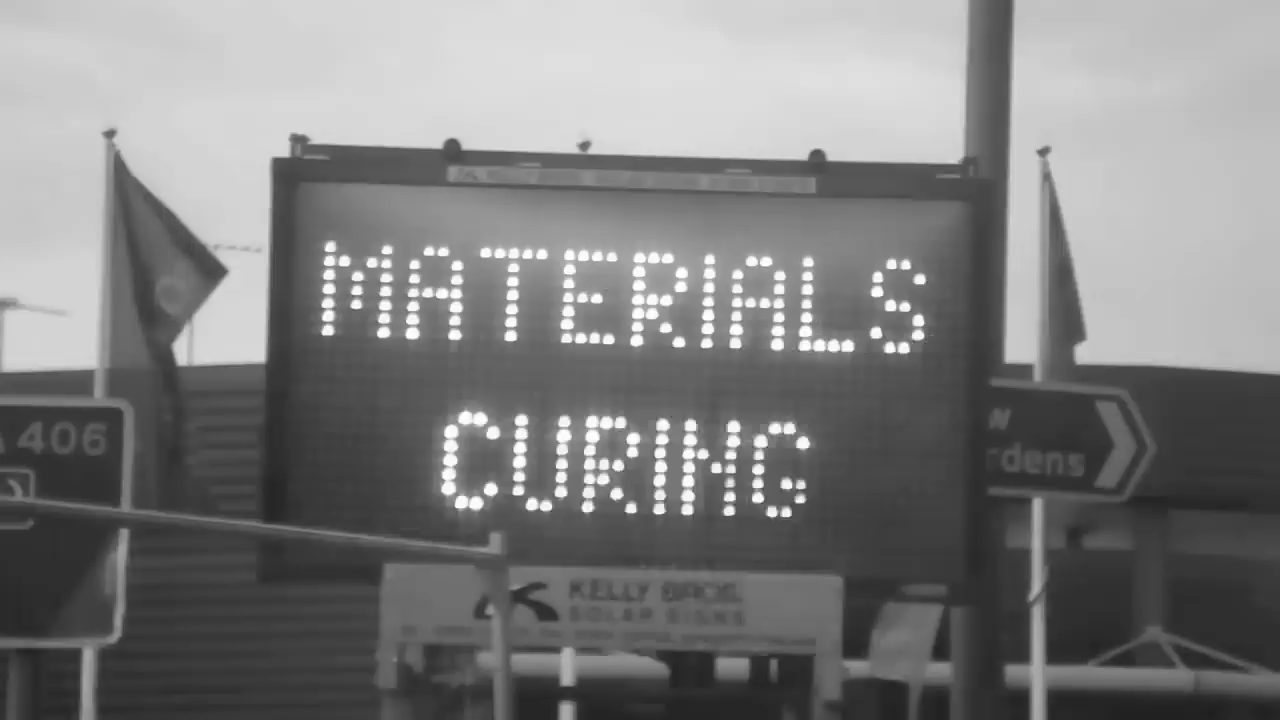 MATERIALS
CURING
A 406
W
rdens
KELLY BROS.
SOLAR SIGNS